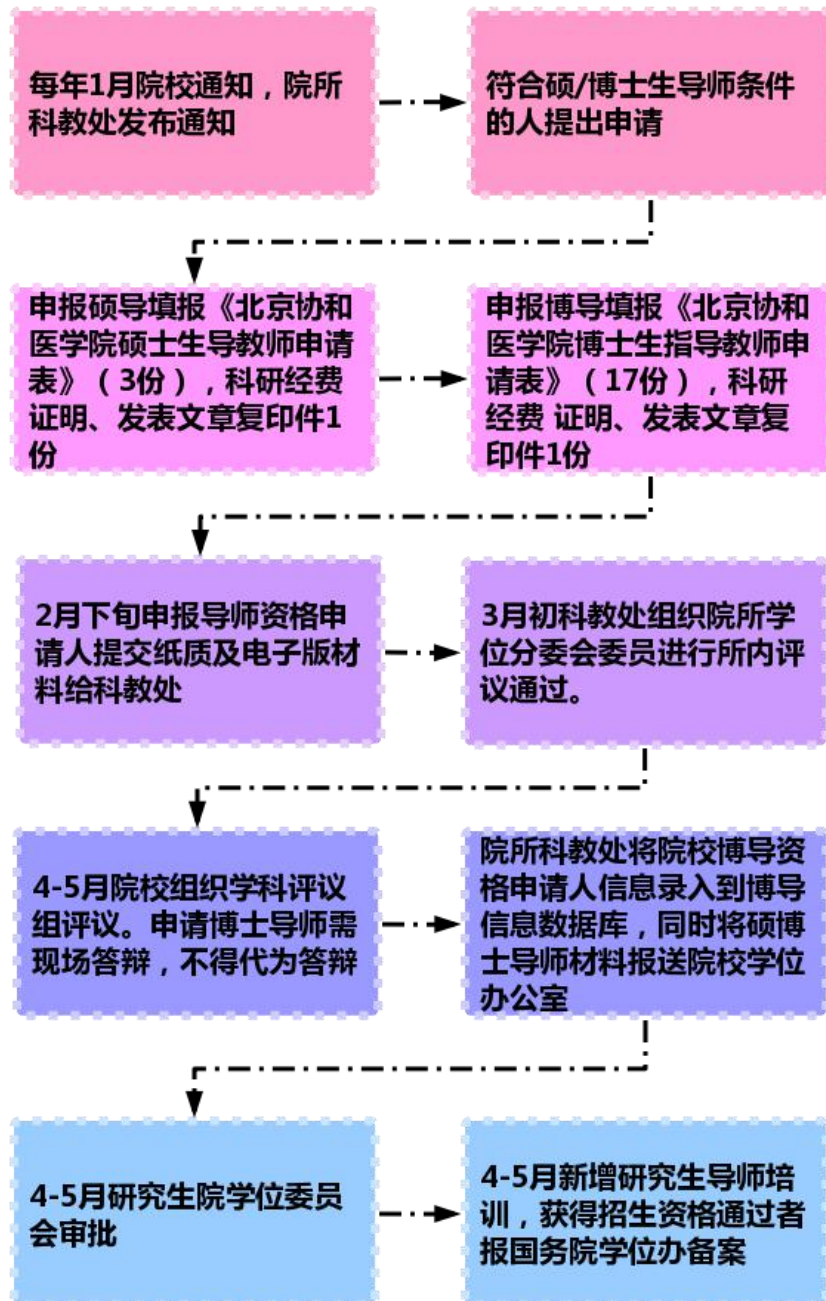 每年1月院校通知，院所
科教处发布通知
符合硕/博士生导师条件
的人提出申请
申报硕导填报《北京协和
医学院硕士生导教师申请
表》（3份），科研经费
证明、发表文章复印件1
份
申报博导填报《北京协和
医学院博士生指导教师申
请表》（17份），科研
经费 证明、发表文章复
印件1份
2月下旬申报导师资格申
请人提交纸质及电子版材
料给科教处
3月初科教处组织院所学
位分委会委员进行所内评
议通过。
4-5月院校组织学科评议
组评议。申请博士导师需
现场答辩，不得代为答辩
院所科教处将院校博导资
格申请人信息录入到博导
信息数据库，同时将硕博
士导师材料报送院校学位
办公室
4-5月研究生院学位委员
会审批
4-5月新增研究生导师培
训，获得招生资格通过者
报国务院学位办备案